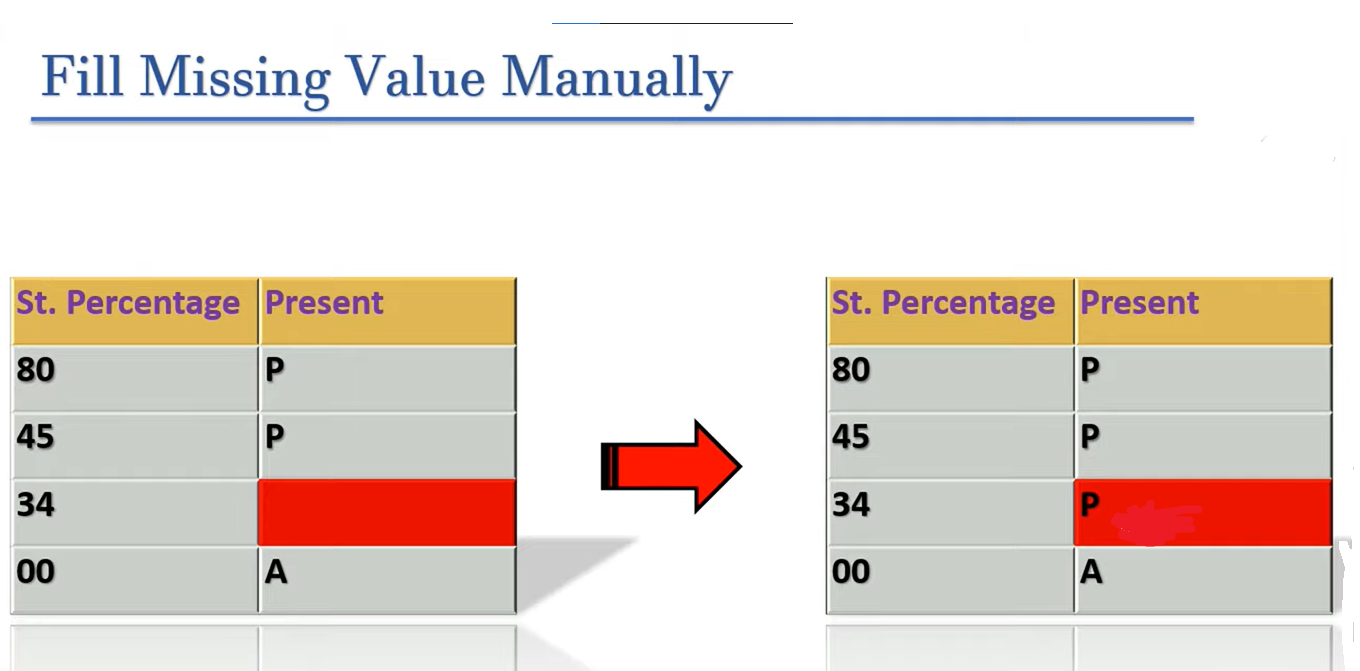 Fill Missing Value Manually
St. Percentage Present
80 P
45 P
34
00 A
St. Percentage Present
80 P
45 P
34 P
00 A